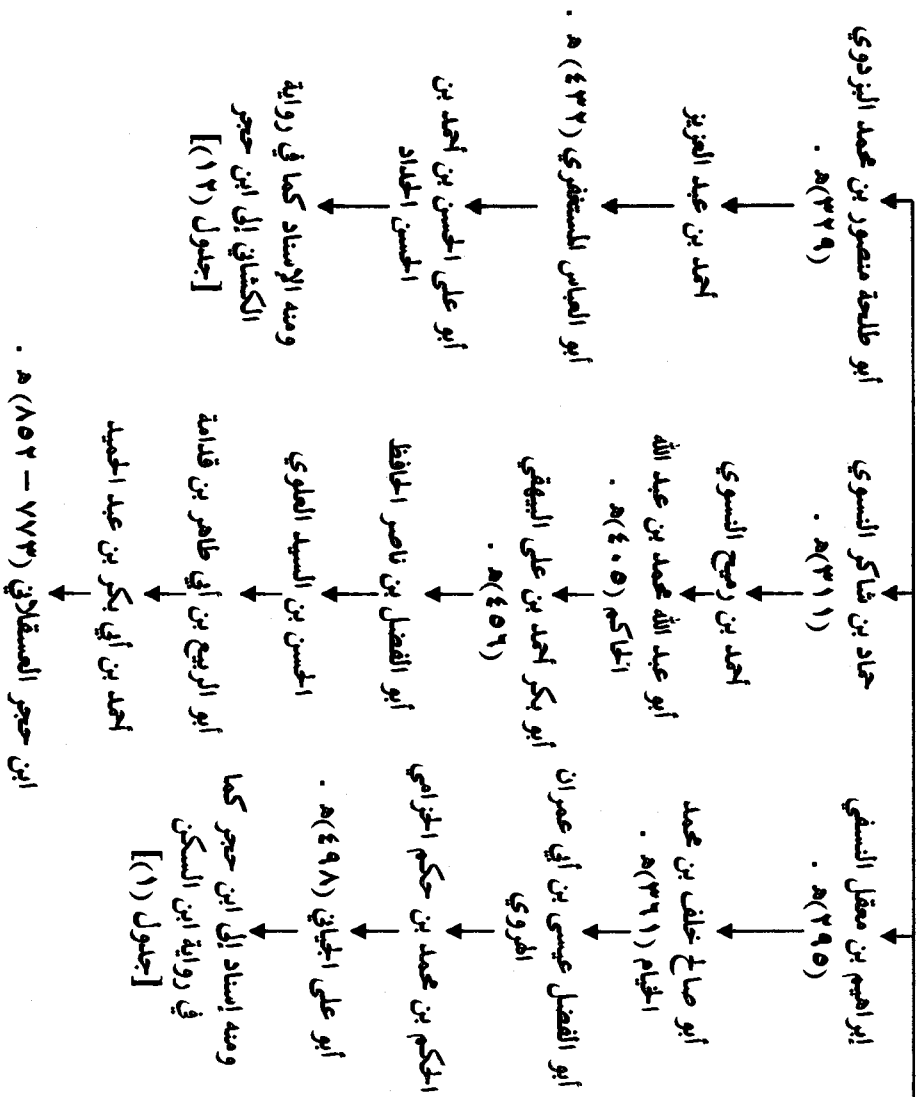 إبراهيم بن معقل النسفي
(٢٩٥)هـ .
أبو صالح خلف بن محمد
الخيام (٣٦١)هـ .
أبو الفضل عيسى بن أبي عمران
الهروي
الحكم بن محمد بن حكم الحزامي
أبو على الجياني (٤٩٨)هـ .
ومنه إسناد إلى ابن حجر كما
في رواية ابن السكن
[جدول (١)]
حماد بن شاكر النسوي
(٣١١)هـ .
أحمد بن رميح النسوي
أبو عبد الله محمد بن عبد الله
الحاكم (٤٠٥)هـ .
أبو بكر أحمد بن على البيهقي
(٤٥٦)هـ .
أبو الفضل بن ناصر الحافظ
الحسن بن السيد العلوي
أبو الربيع بن أبي طاهر بن قدامة
أحمد بن أبي بكر بن عبد الحميد
ابن حجر العسقلاني (٧٧٣ – ٨٥٢)هـ .
أبو طلحة منصور بن محمد البزدوي
(٣٢٩)هـ .
أحمد بن عبد العزيز
أبو العباس المستغفري (٤٣٢)هـ .
أبو على الحسن بن أحمد بن
الحسن الحداد
ومنه الإسناد كما في رواية
الكشاني إلى ابن حجر
[جدول (١٢)]